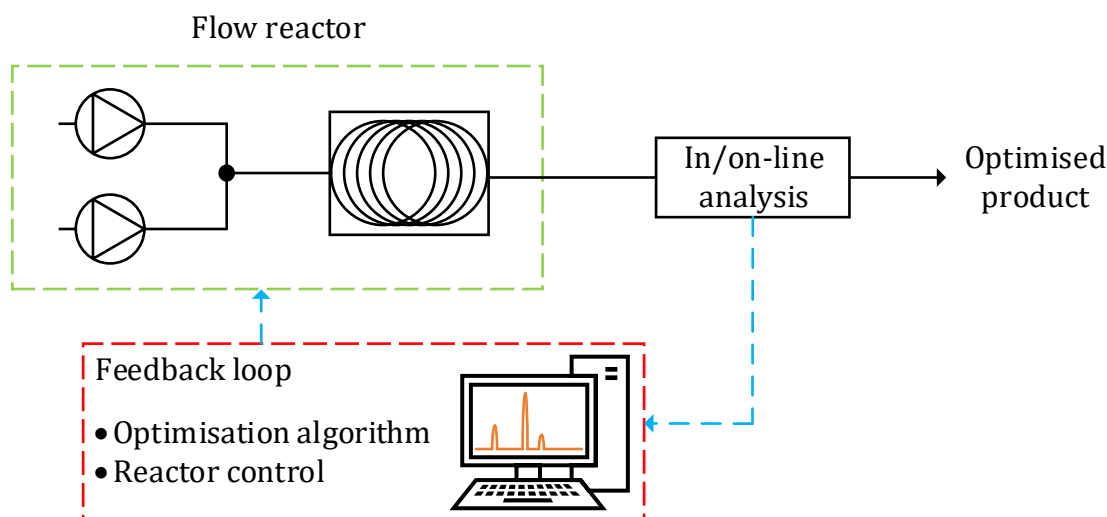 Flow reactor
In/on-line
analysis
Optimised
product
Feedback loop
• Optimisation algorithm
• Reactor control